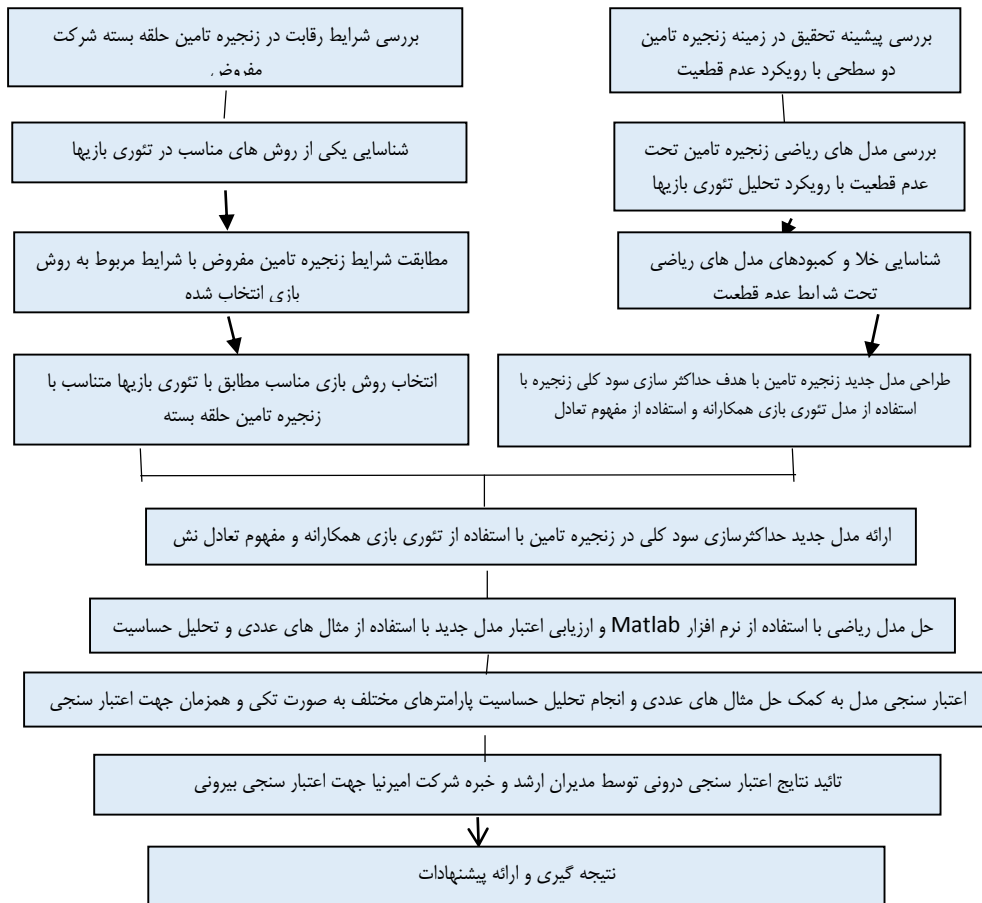 بررسی پیشینه تحقیق در زمینه زنجیره تامین
دو سطحی با رویکرد عدم قطعیت
بررسی مدل های ریاضی زنجیره تامین تحت
عدم قطعیت با رویکرد تحلیل تئوری بازیها
شناسایی خلا و کمبودهای مدل های ریاضی
تحت شرایط عدم قطعیت
طراحی مدل جدید زنجیره تامین با هدف حداکثر سازی سود کلی زنجیره با
استفاده از مدل تئوری بازی همکارانه و استفاده از مفهوم تعادل
بررسی شرایط رقابت در زنجیره تامین حلقه بسته شرکت
مفروض
شناسایی یکی از روش های مناسب در تئوری بازیها
مطابقت شرایط زنجیره تامین مفروض با شرایط مربوط به روش
بازی انتخاب شده
انتخاب روش بازی مناسب مطابق با تئوری بازیها متناسب با
زنجیره تامین حلقه بسته
ارائه مدل جدید حداکثرسازی سود کلی در زنجیره تامین با استفاده از تئوری بازی همکارانه و مفهوم تعادل نش
حل مدل ریاضی با استفاده از نرم افزار Matlab و ارزیابی اعتبار مدل جدید با استفاده از مثال های عددی و تحلیل حساسیت
اعتبار سنجی مدل به کمک حل مثال های عددی و انجام تحلیل حساسیت پارامترهای مختلف به صورت تکی و همزمان جهت اعتبار سنجی
تائید نتایج اعتبار سنجی درونی توسط مدیران ارشد و خبره شرکت امیرنیا جهت اعتبار سنجی بیرونی
نتیجه گیری و ارائه پیشنهادات